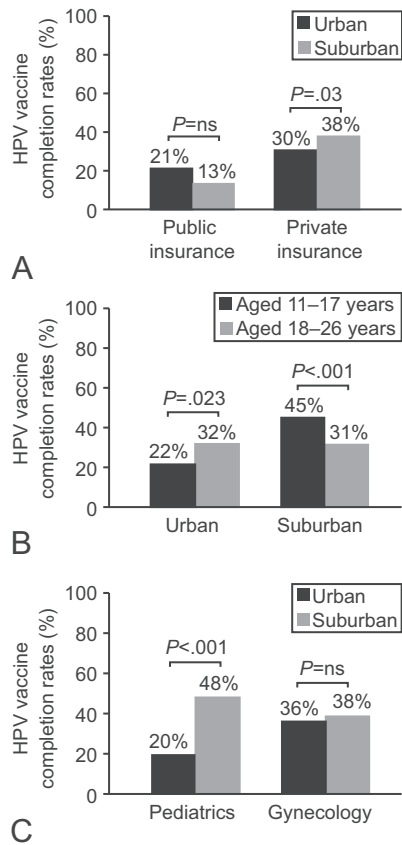 HPV vaccine
completion rates (%)
100
80
60
40
20
0
Urban
Suburban
P=ns
21%
13%
P=.03
30%
38%
Public
insurance
Private
insurance
A
HPV vaccine
completion rates (%)
100
80
60
40
20
0
Aged 11–17 years
Aged 18–26 years
P=.023
22%
32%
P<.001
45%
31%
Urban
Suburban
B
HPV vaccine
completion rates (%)
100
80
60
40
20
0
Urban
Suburban
P<.001
20%
48%
P=ns
36%
38%
Pediatrics
Gynecology
C